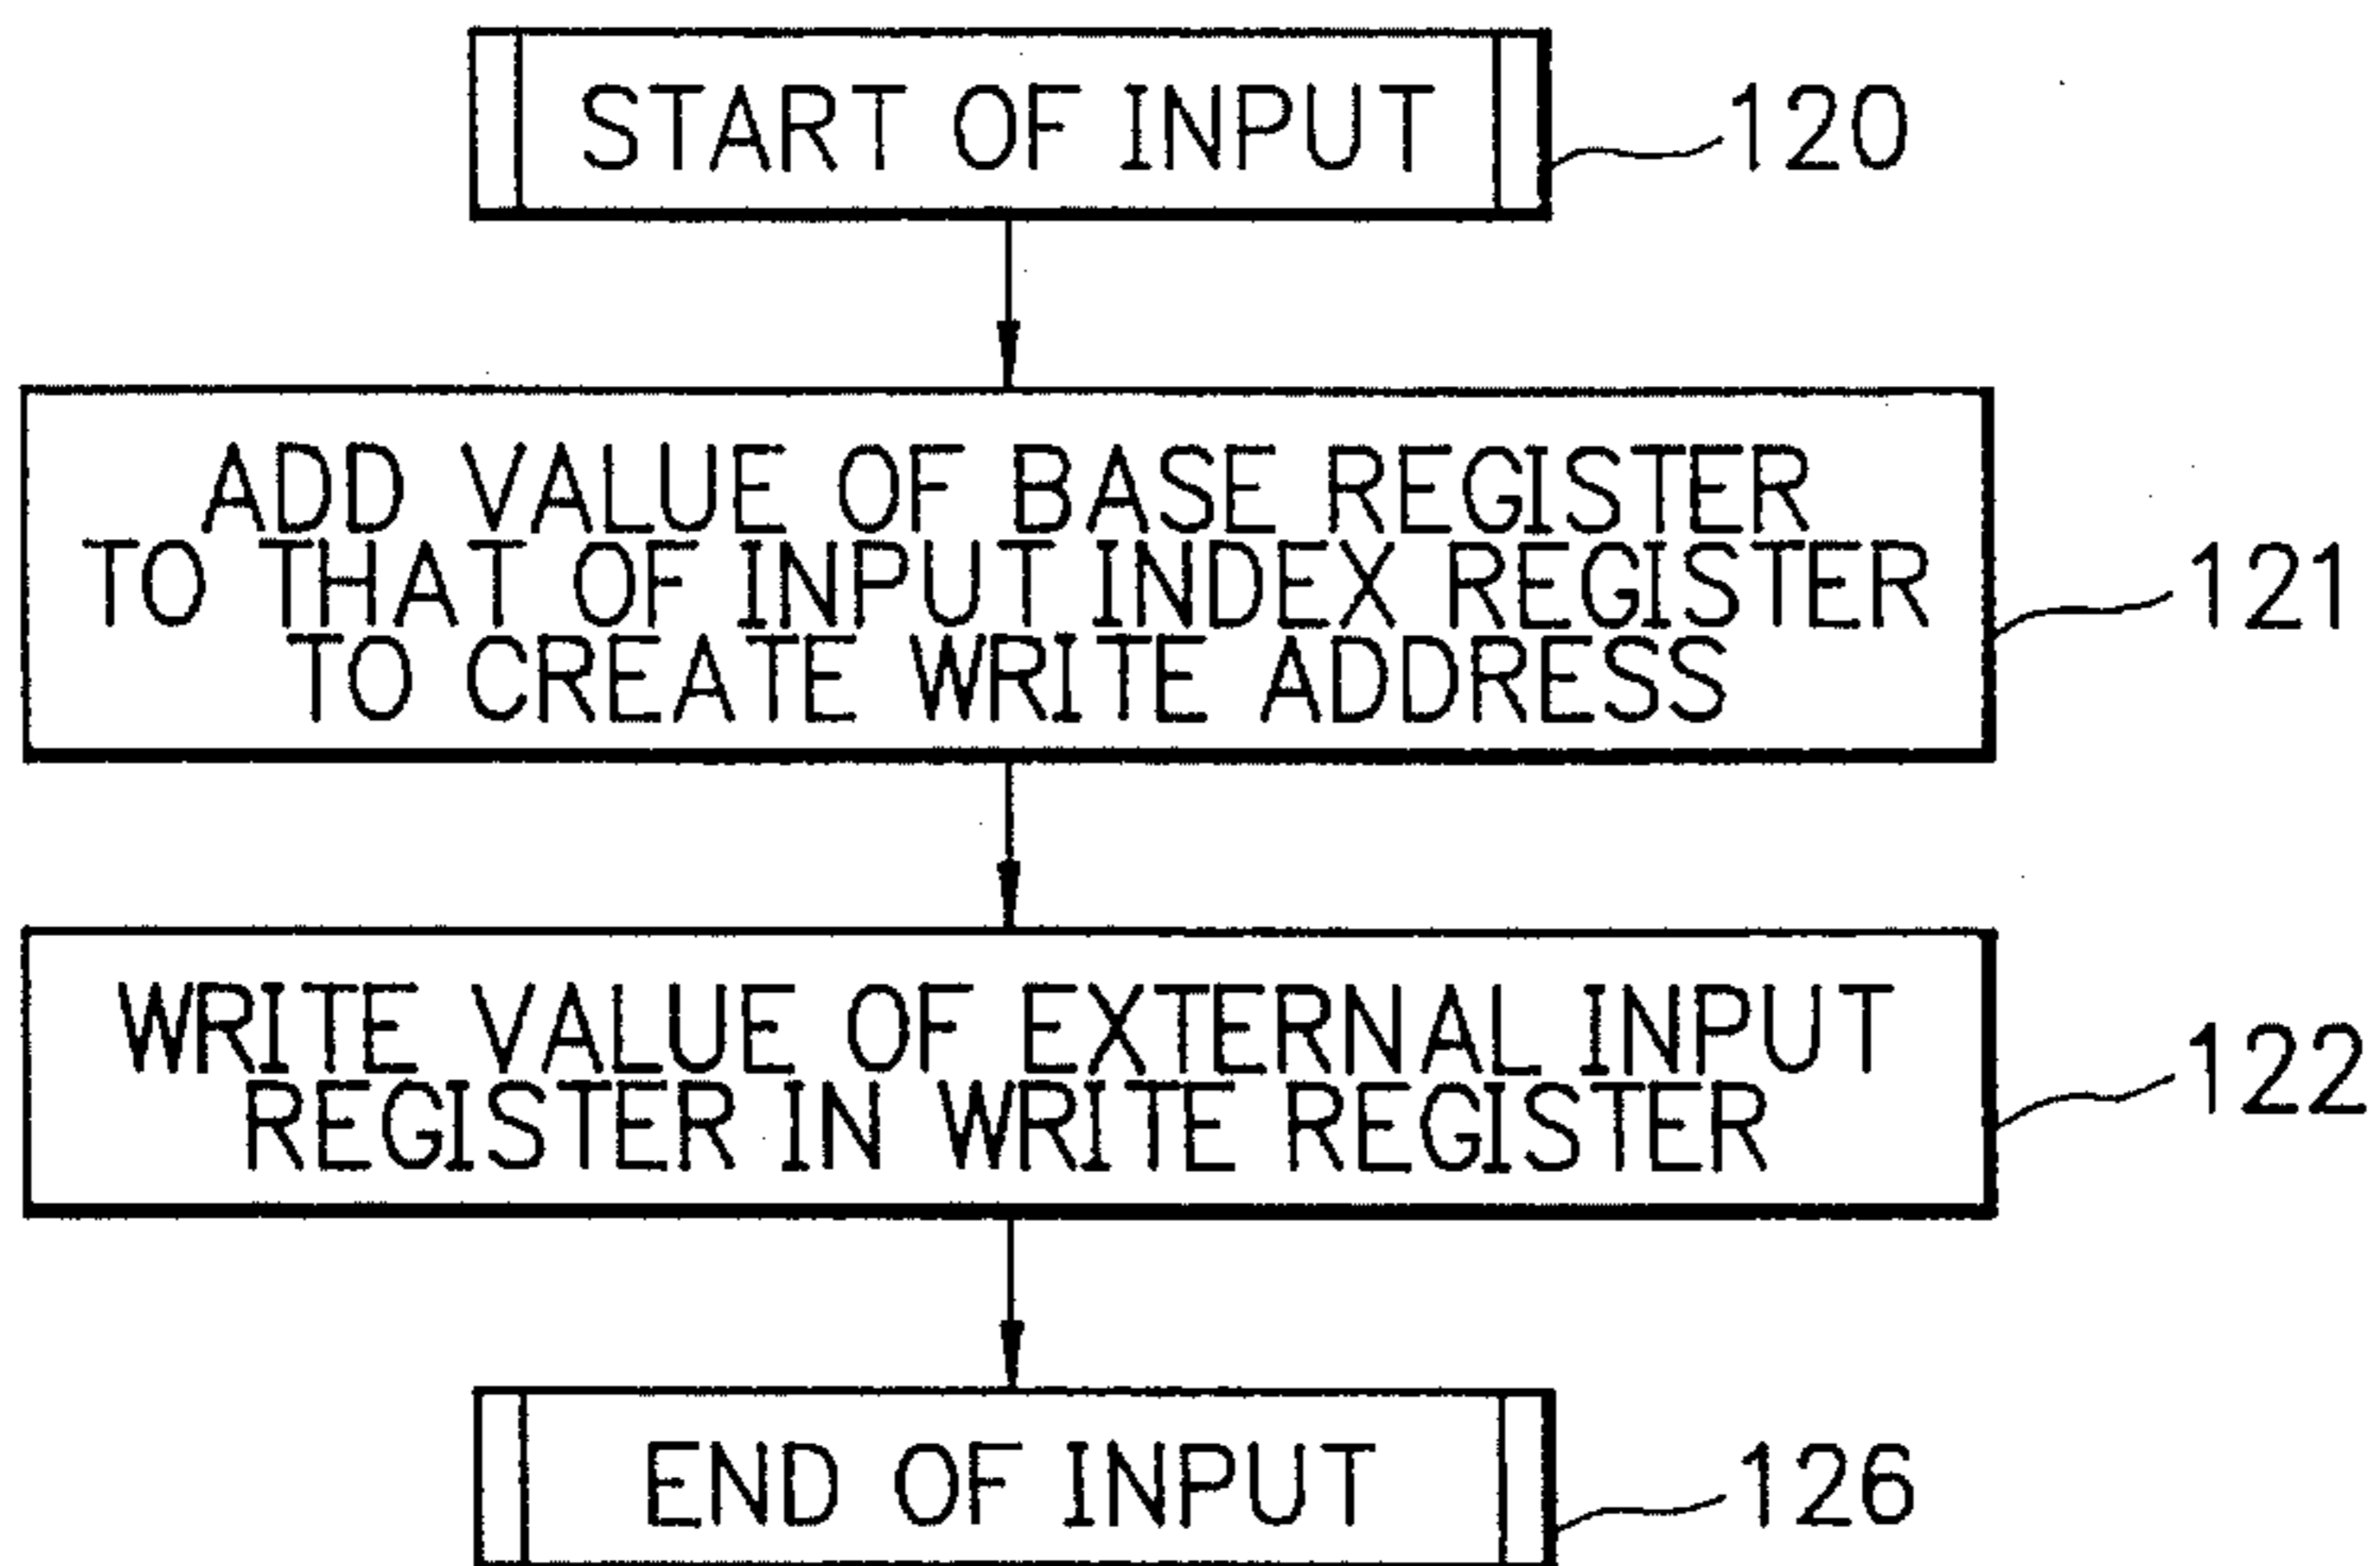 START OF INPUT
120
ADD VALUE OF BASE REGISTER
TO THAT OF INPUT INDEX REGISTER
TO CREATE WRITE ADDRESS
121
WRITE VALUE OF EXTERNAL INPUT
REGISTER IN WRITE REGISTER
122
END OF INPUT
126